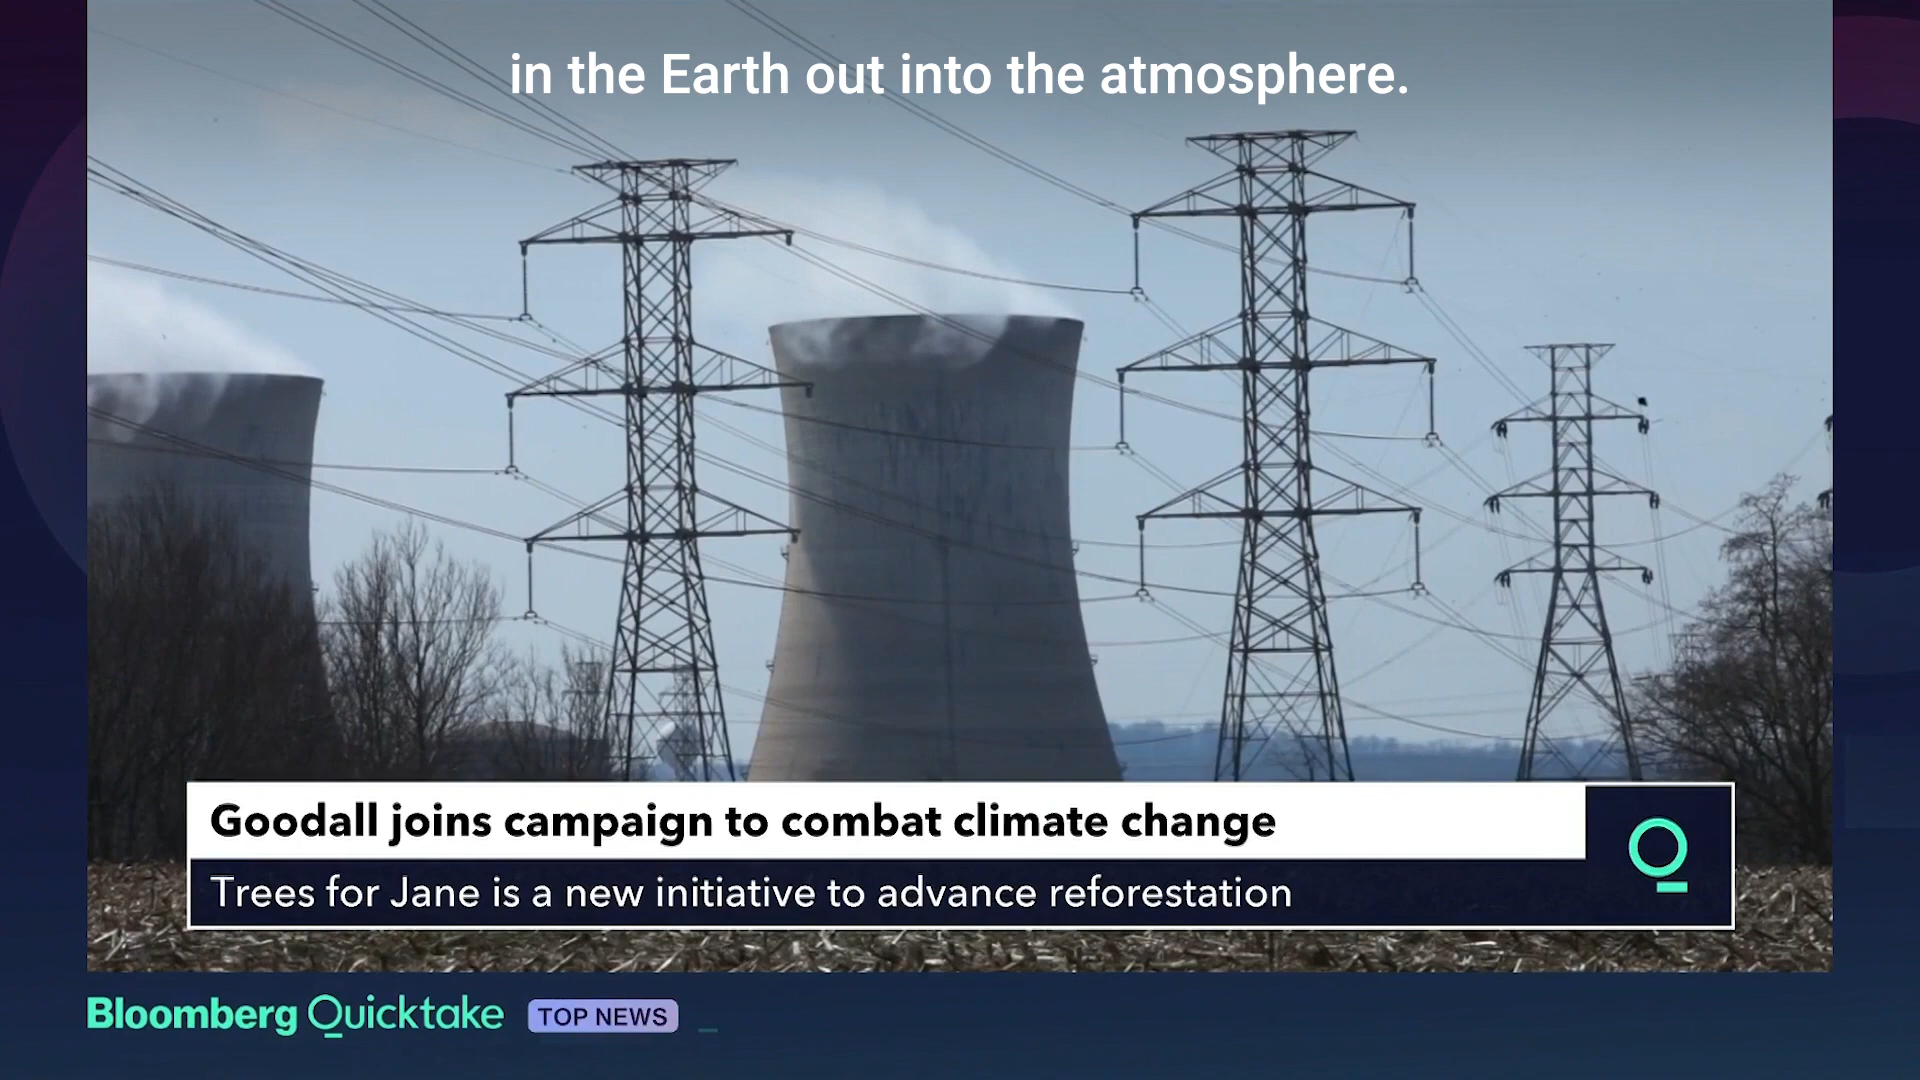 in the Earth out into the atmosphere.
Goodall joins campaign to combat climate change
Trees for Jane is a new initiative to advance reforestation
Bloomberg Quicktake TOP NEWS